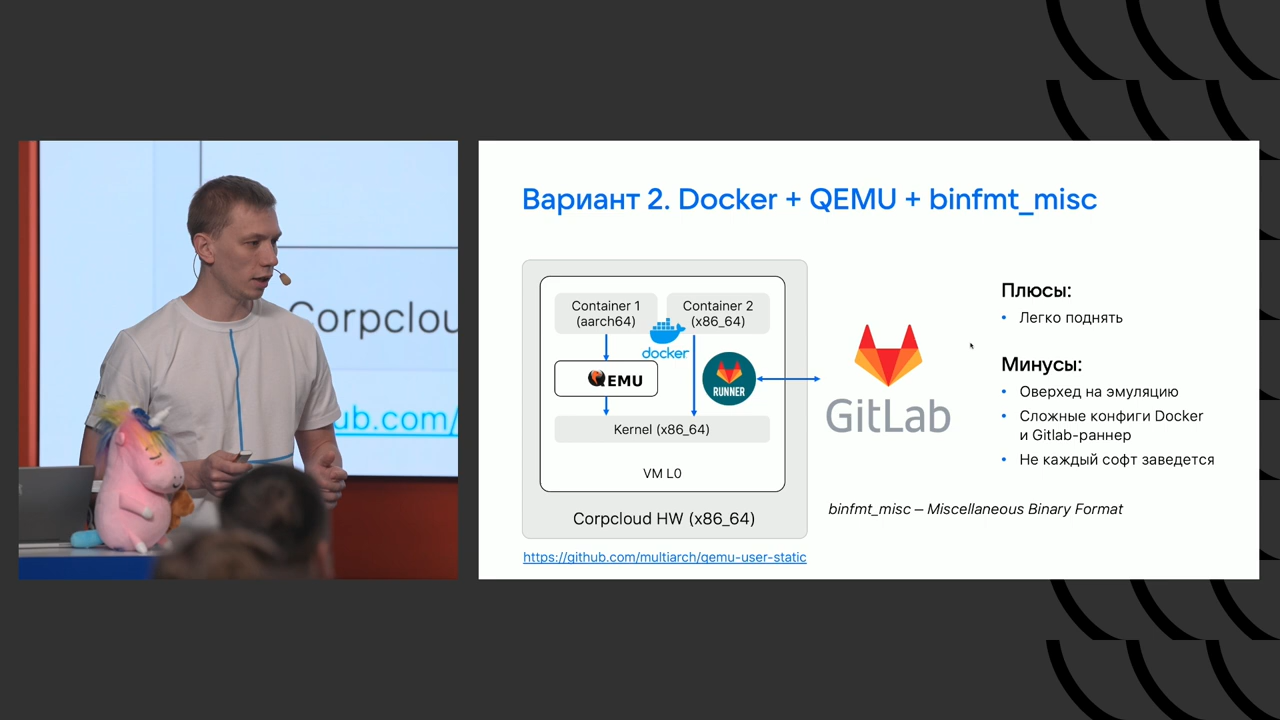 Corpclou
ub.com/
Вариант 2. Docker + QEMU + binfmt_misc
Container 1
(aarch64)
Container 2
(x86_64)
docker
QEMU
RUNNER
Kernel (x86_64)
VM L0
Corpcloud HW (x86_64)
https://github.com/multiarch/qemu-user-static
GitLab
Плюсы:
• Легко поднять
Минусы:
• Оверхед на эмуляцию
• Сложные конфиги Docker
и Gitlab-раннер
• Не каждый софт заведется
binfmt_misc – Miscellaneous Binary Format